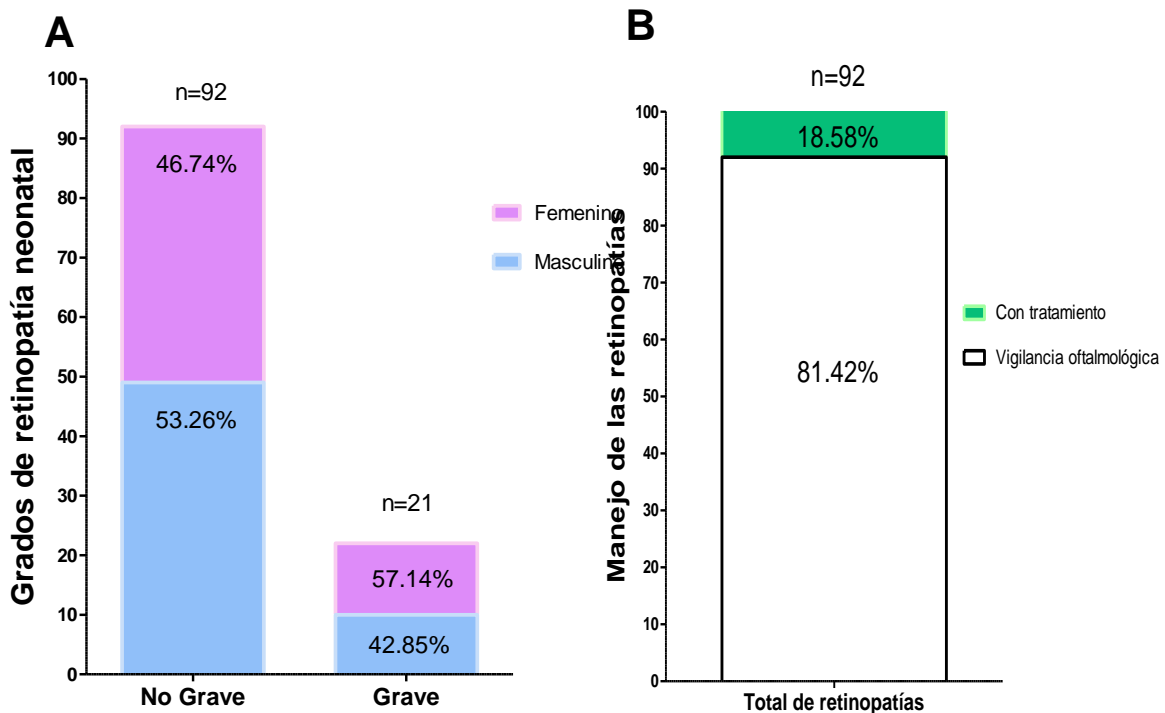 A
Grados de retinopatía neonatal
100
90
80
70
60
50
40
30
20
10
0
n=92
46.74%
53.26%
n=21
57.14%
42.85%
No Grave
Grave
Femenino
Masculino
B
n=92
Manejo de las retinopatías
100
90
80
70
60
50
40
30
20
10
0
18.58%
81.42%
Total de retinopatías
Con tratamiento
Vigilancia oftalmológica